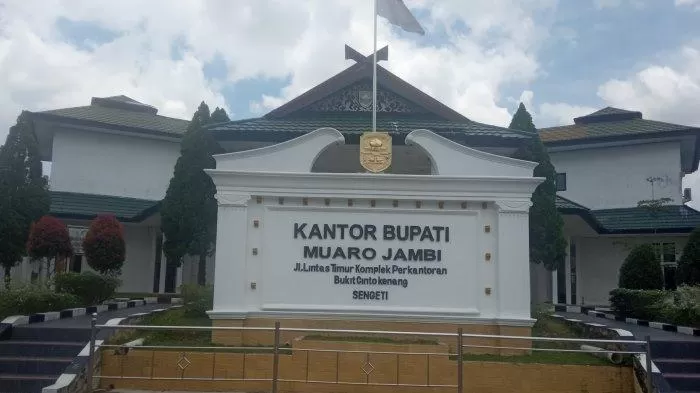 KANTOR BUPATI
MUARO JAMBI
Jl.Lintas Timur Komplek Perkantoran
Bukit Cinto Kenang
SENGETI